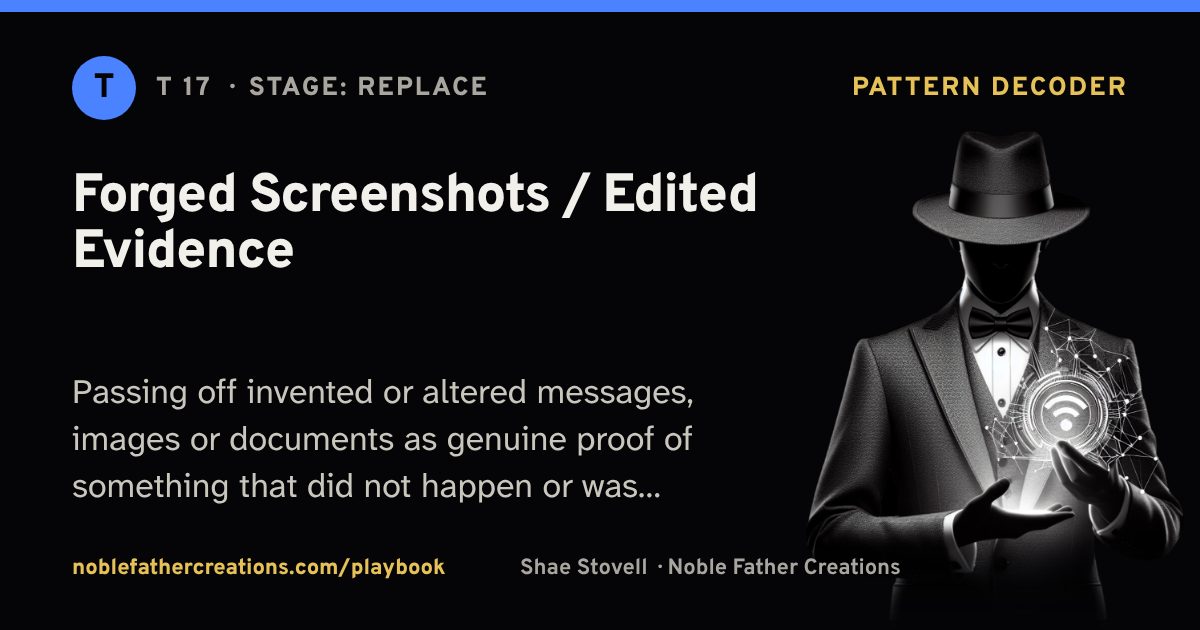 T T 17 · STAGE: REPLACE
PATTERN DECODER
Forged Screenshots / Edited
Evidence
Passing off invented or altered messages,
images or documents as genuine proof of
something that did not happen or was...
noblefathercreations.com/playbook
Shae Stovell · Noble Father Creations